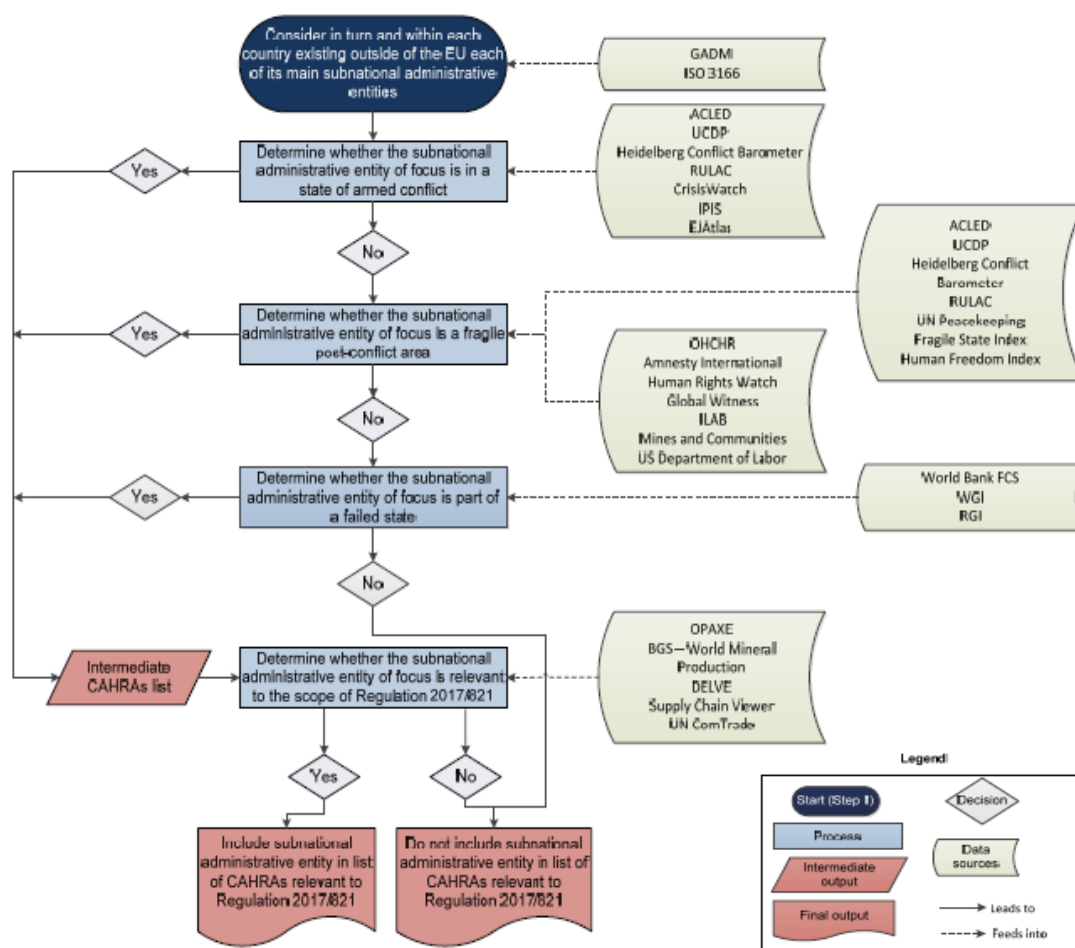 Consider in turn and within each
country existing outside of the EU each
of its main subnational administrative
entities
GADMI
ISO 3166
Determine whether the subnational
administrative entity of focus is in a
state of armed conflict
Yes
ACLED
UCDP
Heidelberg Conflict Barometer
RULAC
CrisisWatch
IPIS
EJAtlas
No
Determine whether the subnational
administrative entity of focus is a fragile
post-conflict area
Yes
ACLED
UCDP
Heidelberg Conflict
Barometer
RULAC
UN Peacekeeping
Fragile State Index
Human Freedom Index
OHCHR
Amnesty International
Human Rights Watch
Global Witness
ILAB
Mines and Communities
US Department of Labor
No
Determine whether the subnational
administrative entity of focus is part of
a failed state
Yes
World Bank FCS
WGI
RGI
No
Intermediate
CAHRAs list
Determine whether the subnational
administrative entity of focus is relevant
to the scope of Regulation 2017/821
OPAXE
BGS—World Mineral
Production
DELVE
Supply Chain Viewer
UN ComTrade
Yes
No
Include subnational
administrative entity in list
of CAHRAs relevant to
Regulation 2017/821
Do not include subnational
administrative entity in list of
CAHRAs relevant to
Regulation 2017/821
Legend
Start (Step I)
Decision
Process
Data
sources
Intermediate
output
Final output
Leads to
Feeds into